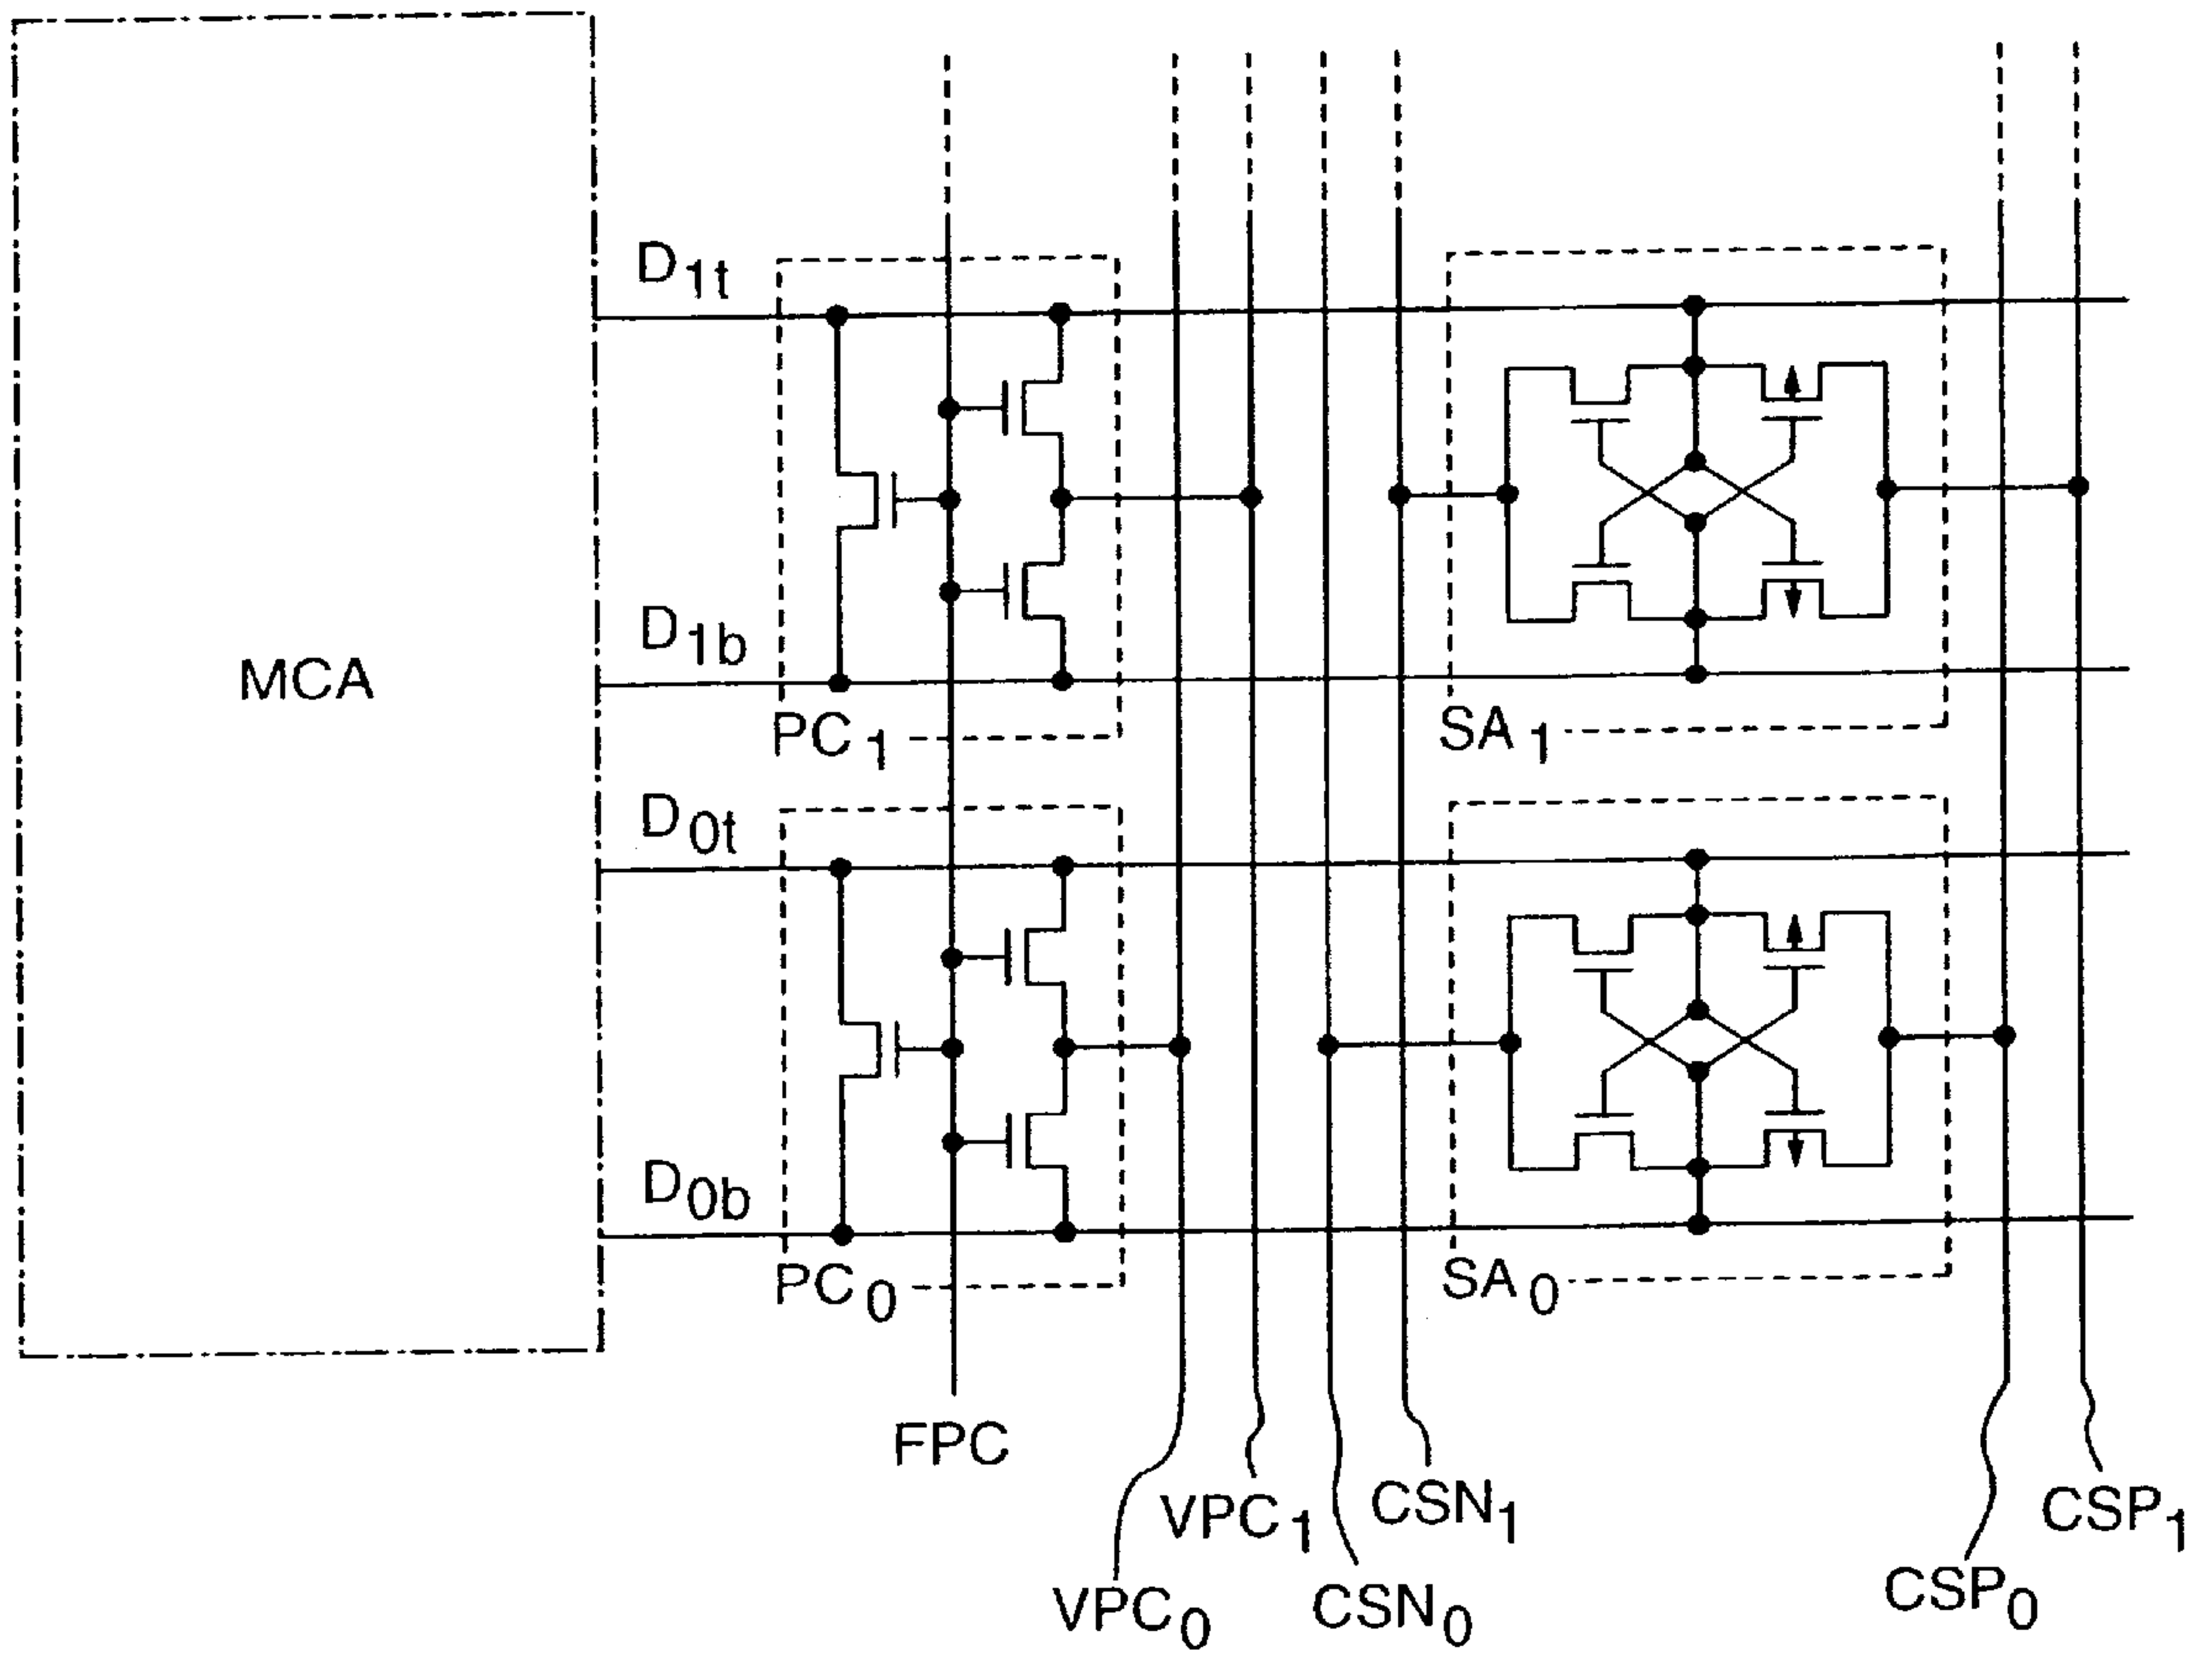 D1t
D1b
MCA
PC1
SA1
D0t
D0b
PC0
SA0
FPC
VPC1
CSN1
CSP1
VPC0
CSN0
CSP0